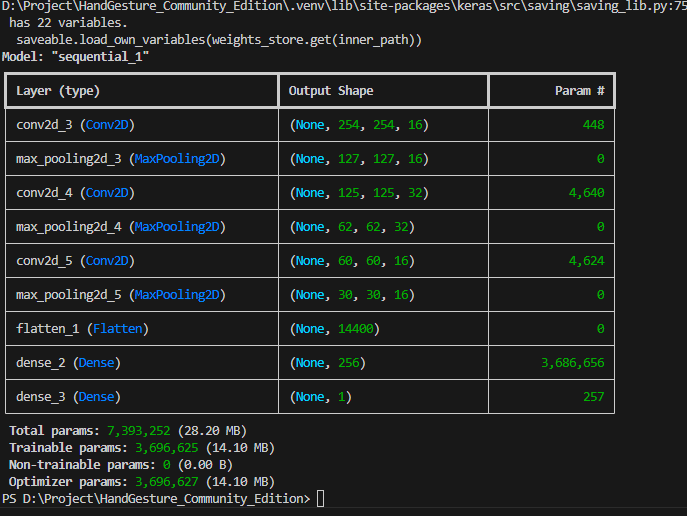 D:\Project\HandGesture_Community_Edition\.venv\lib\site-packages\keras\src\saving\saving_lib.py:75
has 22 variables.
saveable.load_own_variables(weights_store.get(inner_path))
Model: "sequential_1"
Layer (type) Output Shape Param #
conv2d_3 (Conv2D) (None, 254, 254, 16) 448
max_pooling2d_3 (MaxPooling2D) (None, 127, 127, 16) 0
conv2d_4 (Conv2D) (None, 125, 125, 32) 4,640
max_pooling2d_4 (MaxPooling2D) (None, 62, 62, 32) 0
conv2d_5 (Conv2D) (None, 60, 60, 16) 4,624
max_pooling2d_5 (MaxPooling2D) (None, 30, 30, 16) 0
flatten_1 (Flatten) (None, 14400) 0
dense_2 (Dense) (None, 256) 3,686,656
dense_3 (Dense) (None, 1) 257
Total params: 7,393,252 (28.20 MB)
Trainable params: 3,696,625 (14.10 MB)
Non-trainable params: 0 (0.00 B)
Optimizer params: 3,696,627 (14.10 MB)
PS D:\Project\HandGesture_Community_Edition>